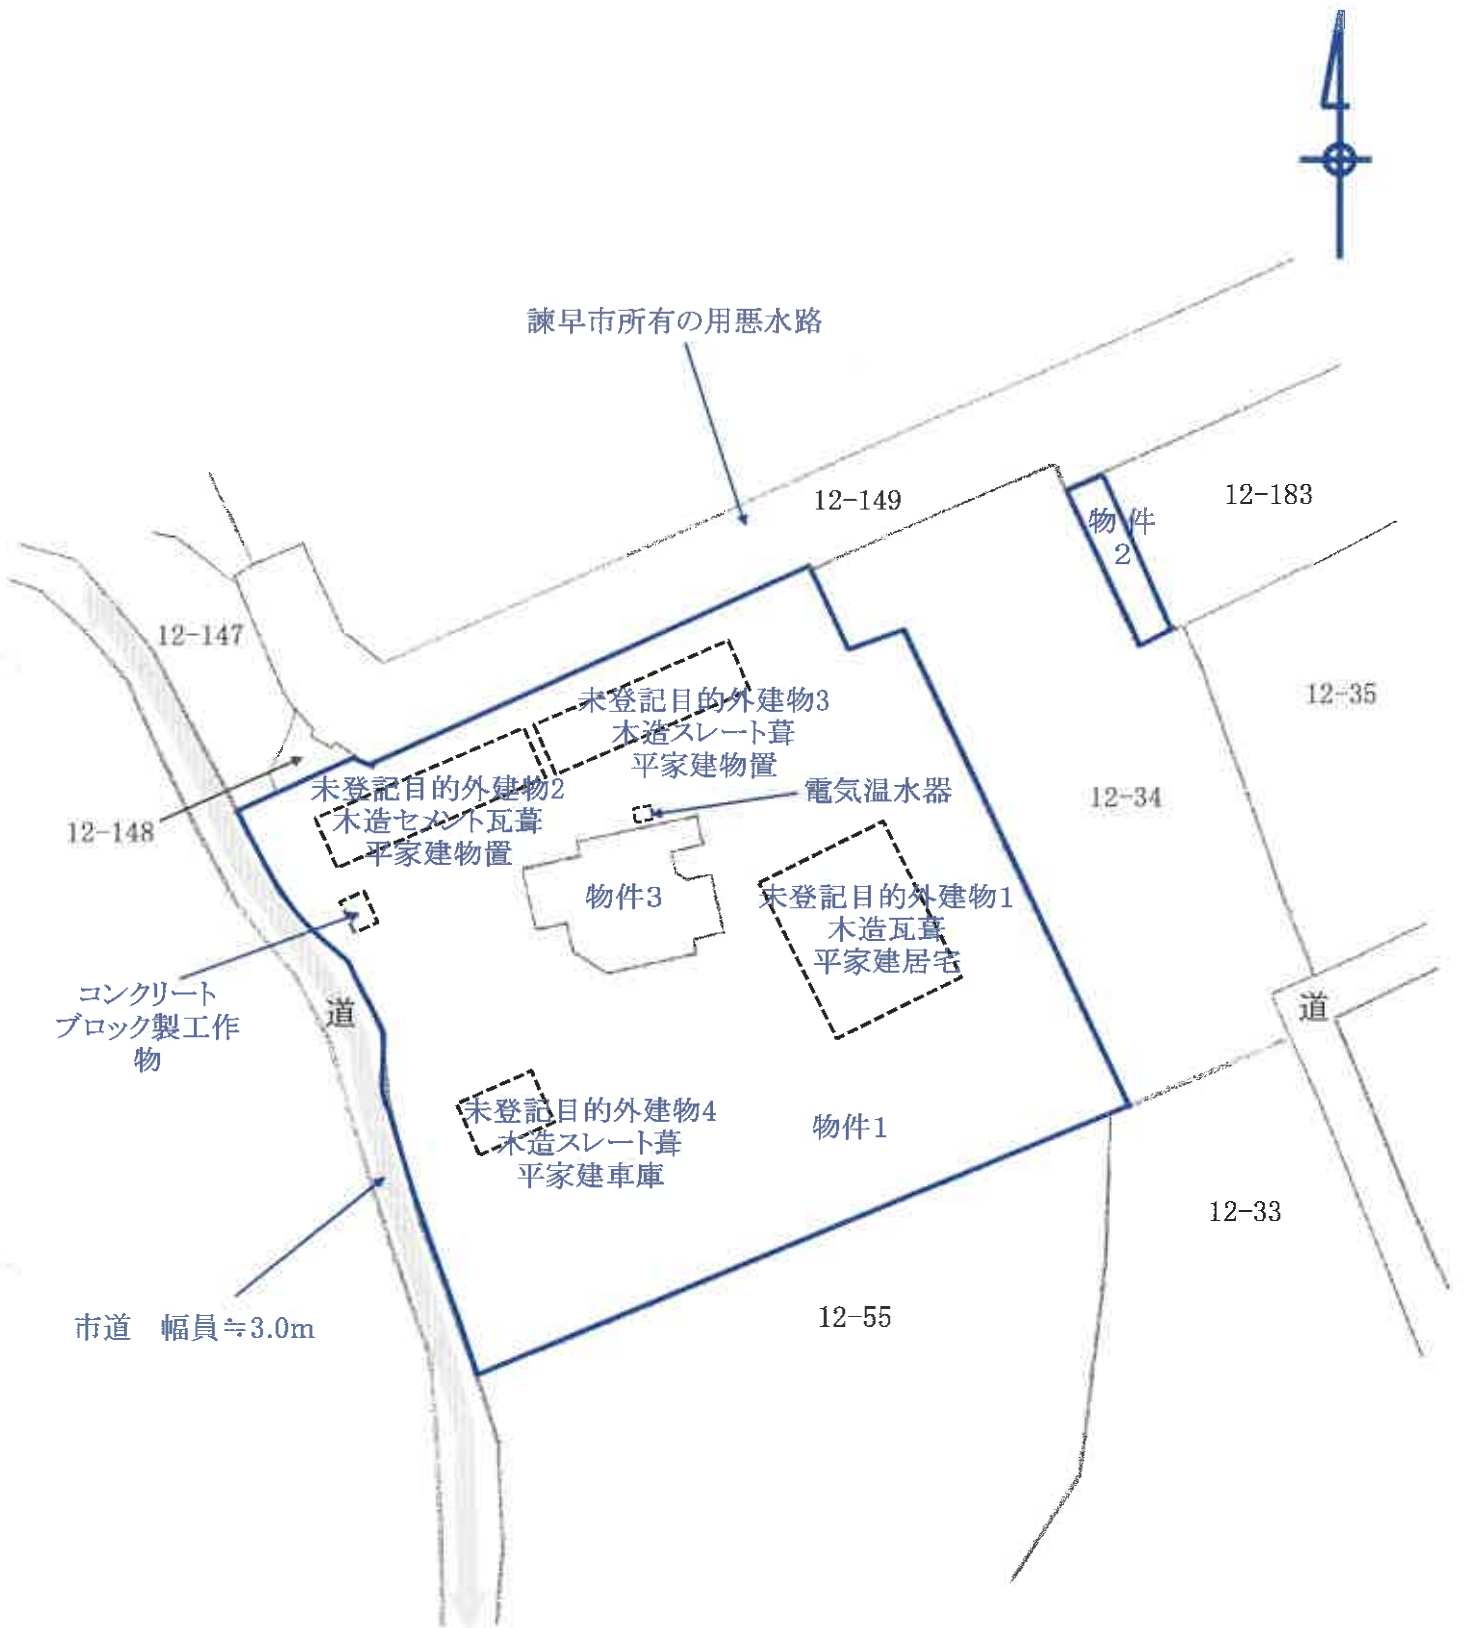 諫早市所有の用悪水路
12-149
12-183
物件
2
12-147
12-35
未登記目的外建物3
木造スレート葺
平家建物置
未登記目的外建物2
木造セメント瓦葺
平家建物置
電気温水器
12-34
12-148
物件3
未登記目的外建物1
木造瓦葺
平家建居宅
コンクリート
ブロック製工作
物
道
道
未登記目的外建物4
木造スレート葺
平家建車庫
物件1
12-33
市道　幅員≒3.0m
12-55